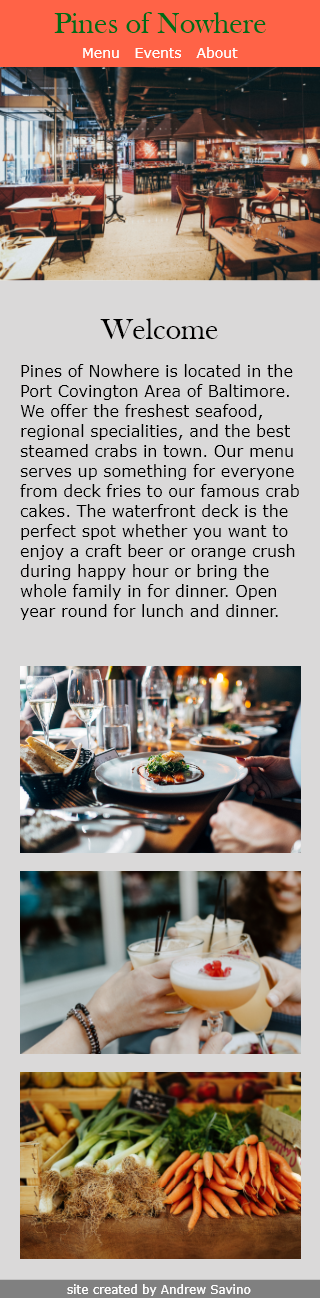 Pines of Nowhere
Menu Events About
Welcome
Pines of Nowhere is located in the
Port Covington Area of Baltimore.
We offer the freshest seafood,
regional specialities, and the best
steamed crabs in town. Our menu
serves up something for everyone
from deck fries to our famous crab
cakes. The waterfront deck is the
perfect spot whether you want to
enjoy a craft beer or orange crush
during happy hour or bring the
whole family in for dinner. Open
year round for lunch and dinner.
site created by Andrew Savino